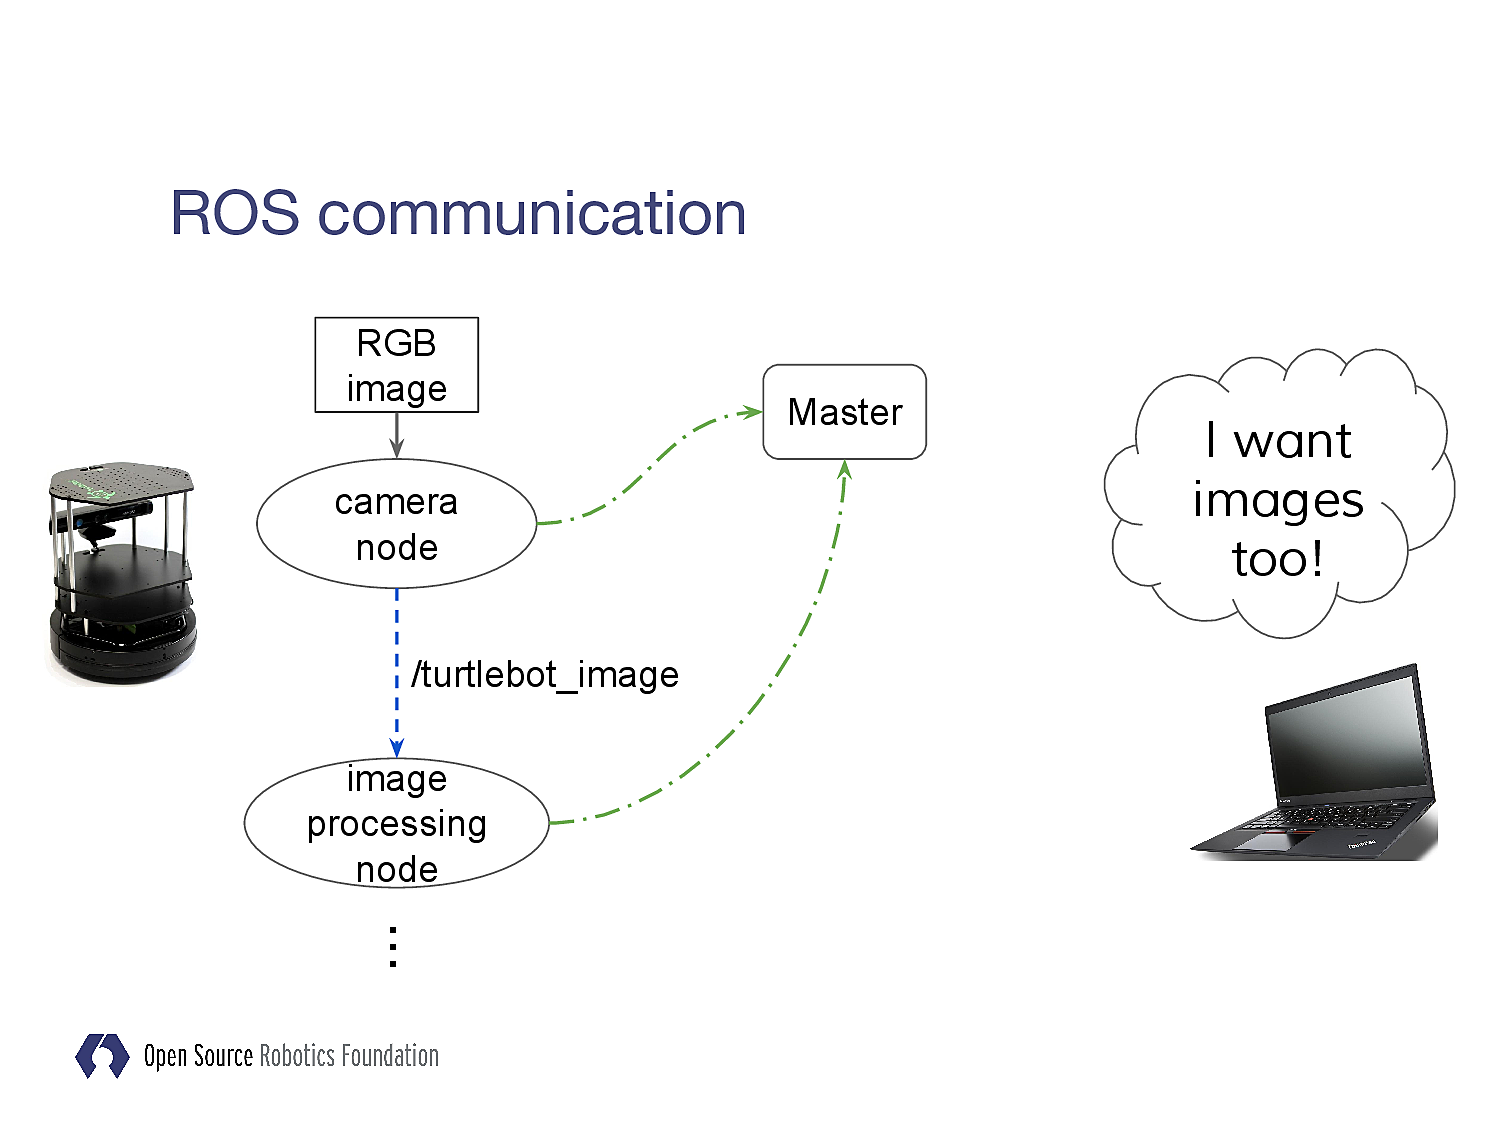 ROS communication
RGB
image
Master
I want
images
too!
camera
node
/turtlebot_image
image
processing
node
⋮
Open Source Robotics Foundation